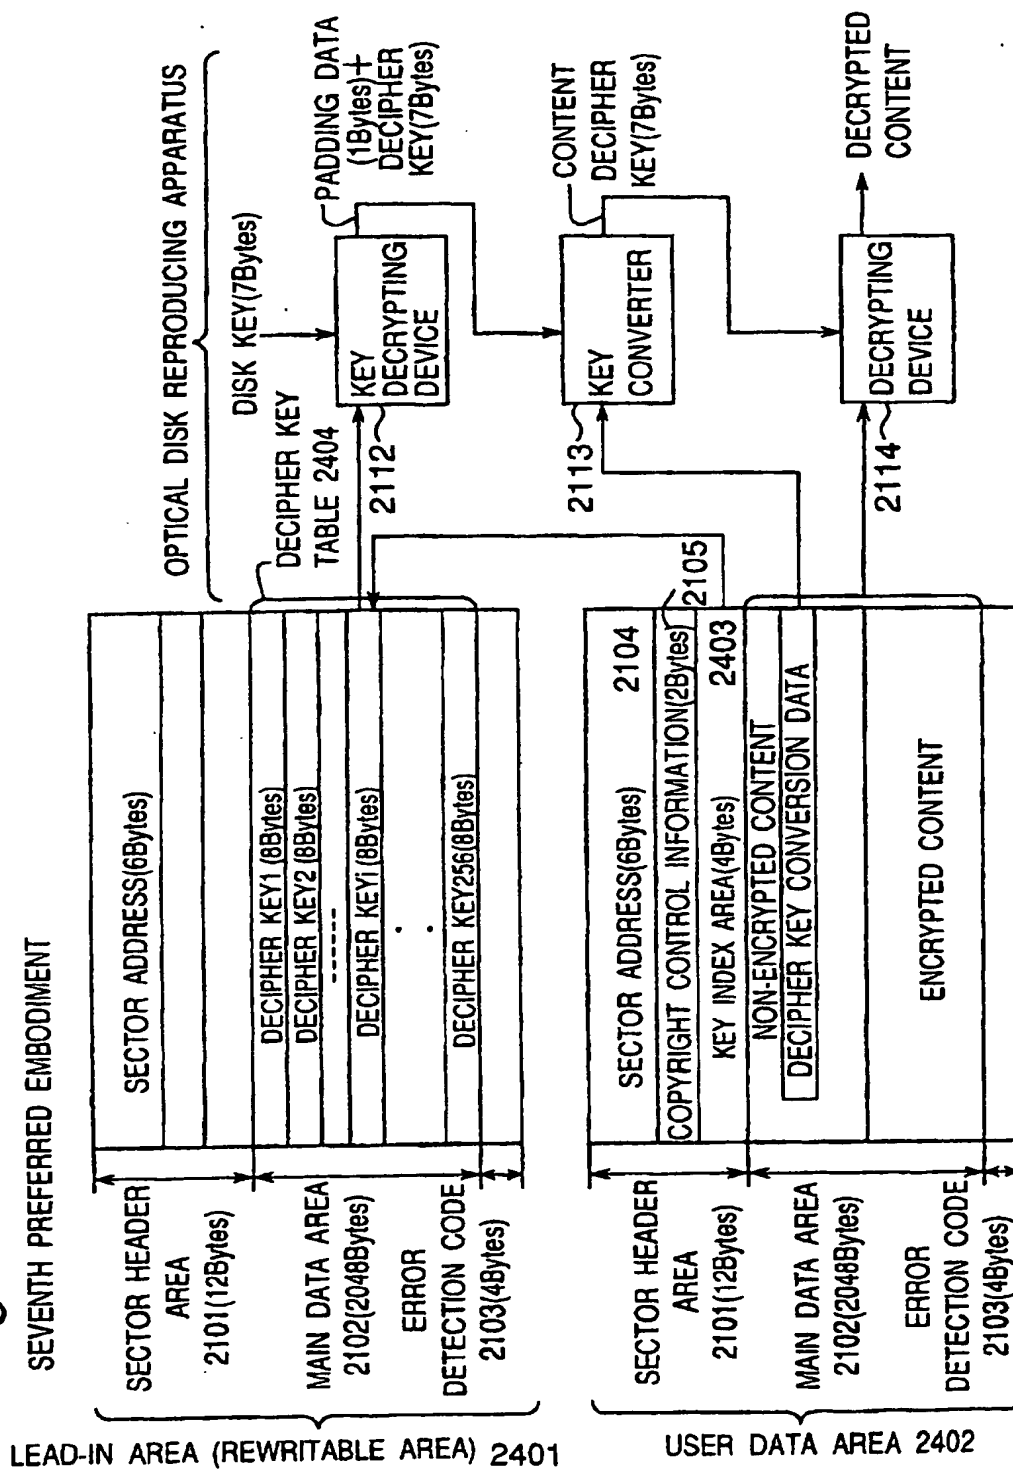 SEVENTH PREFERRED EMBODIMENT
OPTICAL DISK REPRODUCING APPARATUS
LEAD-IN AREA (REWRITABLE AREA) 2401
SECTOR HEADER
AREA
2101(12Bytes)
MAIN DATA AREA
2102(2048Bytes)
ERROR
DETECTION CODE
2103(4Bytes)
SECTOR ADDRESS(6Bytes)
DECIPHER KEY1 (8Bytes)
DECIPHER KEY2 (8Bytes)
DECIPHER KEYi (8Bytes)
DECIPHER KEY256(8Bytes)
DECIPHER KEY
TABLE 2404
DISK KEY(7Bytes)
KEY
DECRYPTING
DEVICE
2112
PADDING DATA
(1Bytes)+
DECIPHER
KEY(7Bytes)
KEY
CONVERTER
2113
CONTENT
DECIPHER
KEY(7Bytes)
DECRYPTING
DEVICE
2114
DECRYPTED
CONTENT
USER DATA AREA 2402
SECTOR HEADER
AREA
2101(12Bytes)
MAIN DATA AREA
2102(2048Bytes)
ERROR
DETECTION CODE
2103(4Bytes)
SECTOR ADDRESS(6Bytes) 2104
COPYRIGHT CONTROL INFORMATION(2Bytes) 2105
KEY INDEX AREA(4Bytes) 2403
NON-ENCRYPTED CONTENT
DECIPHER KEY CONVERSION DATA
ENCRYPTED CONTENT